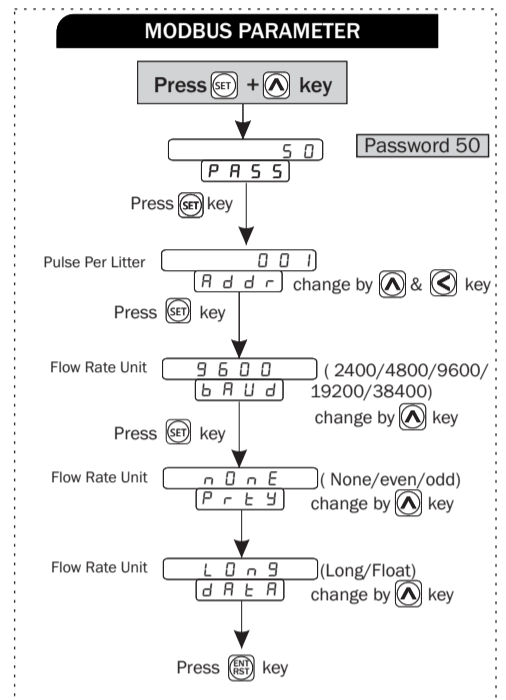 MODBUS PARAMETER
Press SET + key
50
PASS
Password 50
Press SET key
Pulse Per Litter
001
Addr
change by & key
Press SET key
Flow Rate Unit
9600
bAUd
( 2400/4800/9600/
19200/38400)
change by key
Press SET key
Flow Rate Unit
nOnE
PrtY
( None/even/odd)
change by key
Flow Rate Unit
LOng
dAtA
(Long/Float)
change by key
Press ENT RST key